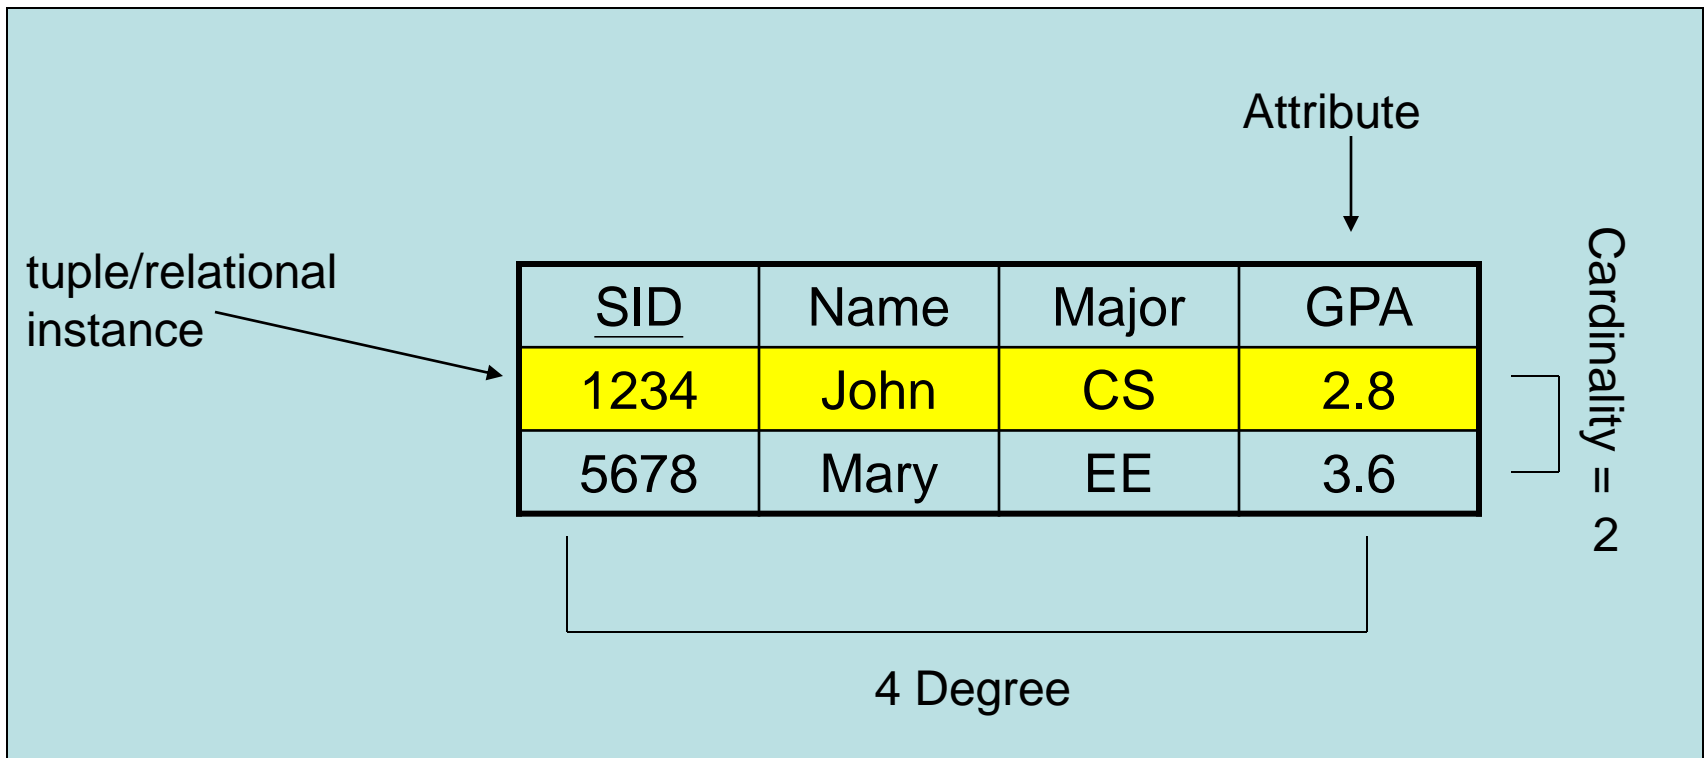 Attribute
tuple/relational
instance
SID Name Major GPA
1234 John CS 2.8
5678 Mary EE 3.6
Cardinality = 2
4 Degree